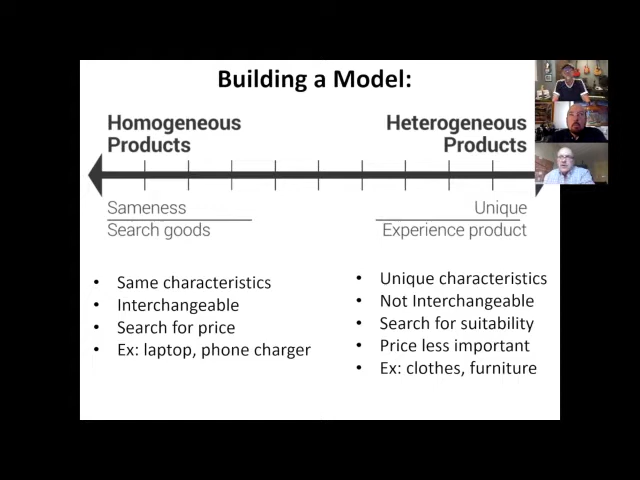 Building a Model:
Homogeneous
Products
Heterogeneous
Products
Sameness
Search goods
Unique
Experience product
• Same characteristics
• Interchangeable
• Search for price
• Ex: laptop, phone charger
• Unique characteristics
• Not Interchangeable
• Search for suitability
• Price less important
• Ex: clothes, furniture